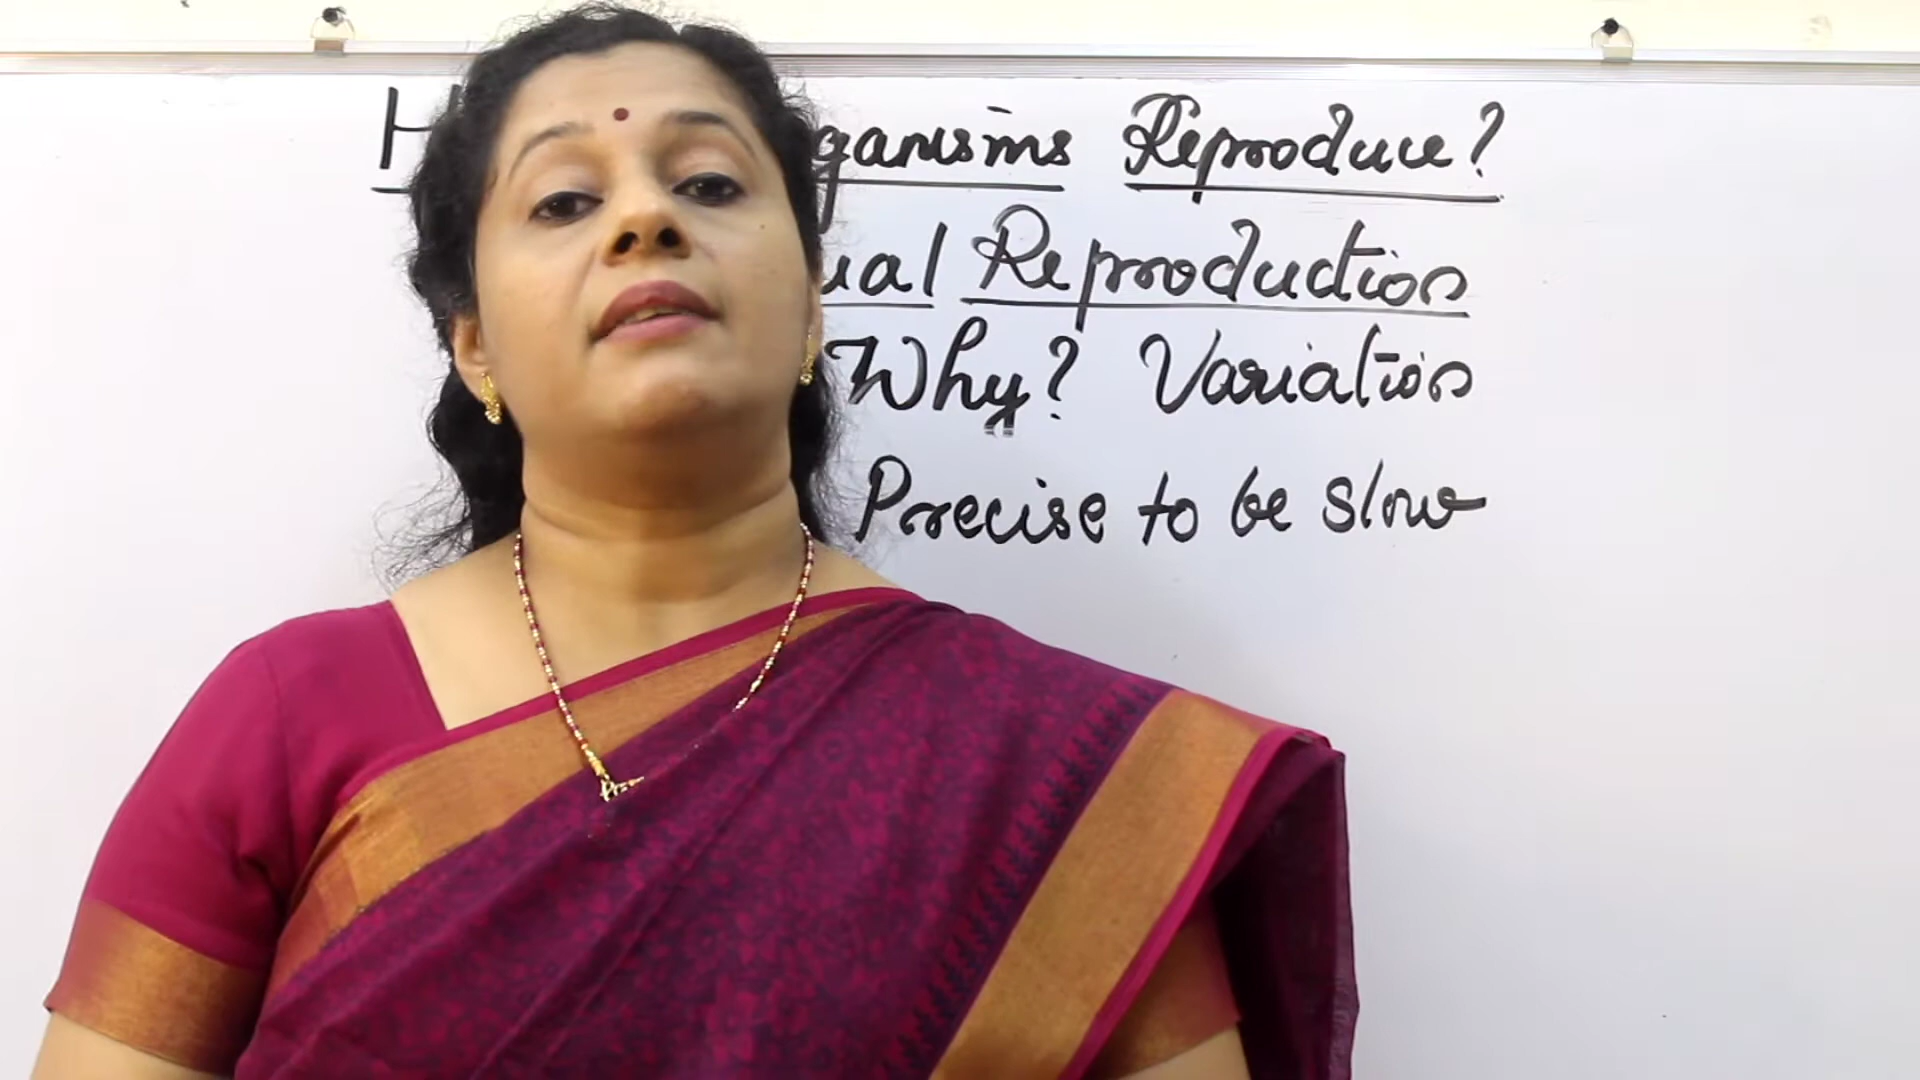 H ganisms Reproduce?
ual Reproduction
Why? Variation
Precise to be slow